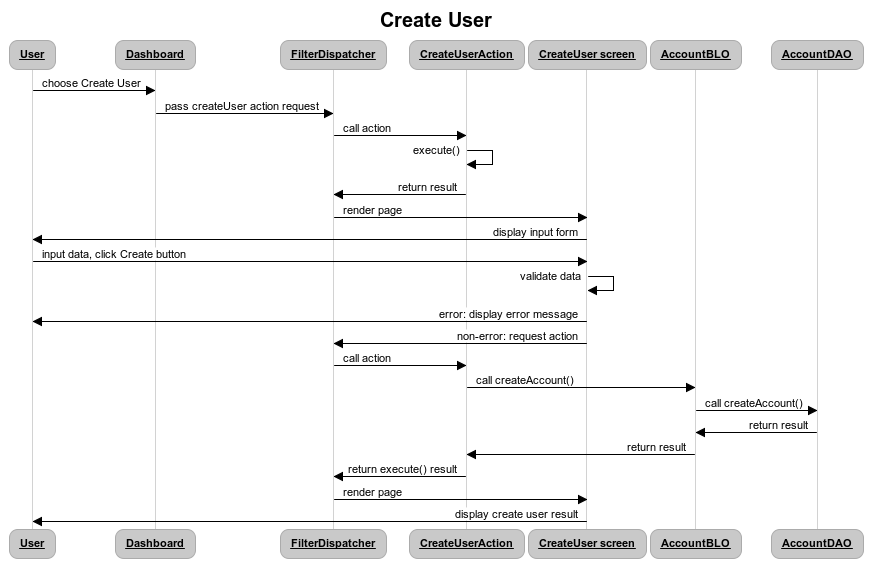 Create User
User
Dashboard
FilterDispatcher
CreateUserAction
CreateUser screen
AccountBLO
AccountDAO
choose Create User
pass createUser action request
call action
execute()
return result
render page
display input form
input data, click Create button
validate data
error: display error message
non-error: request action
call action
call createAccount()
call createAccount()
return result
return result
return execute() result
render page
display create user result
User
Dashboard
FilterDispatcher
CreateUserAction
CreateUser screen
AccountBLO
AccountDAO